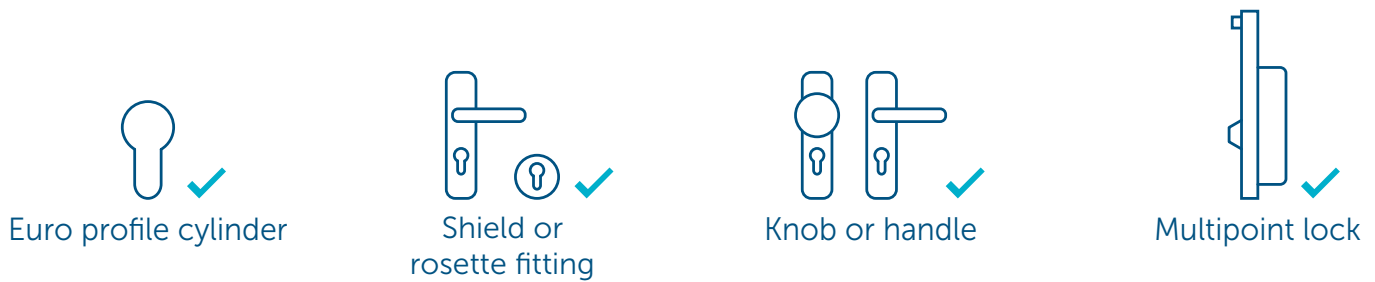 Euro profile cylinder
Shield or
rosette fitting
Knob or handle
Multipoint lock